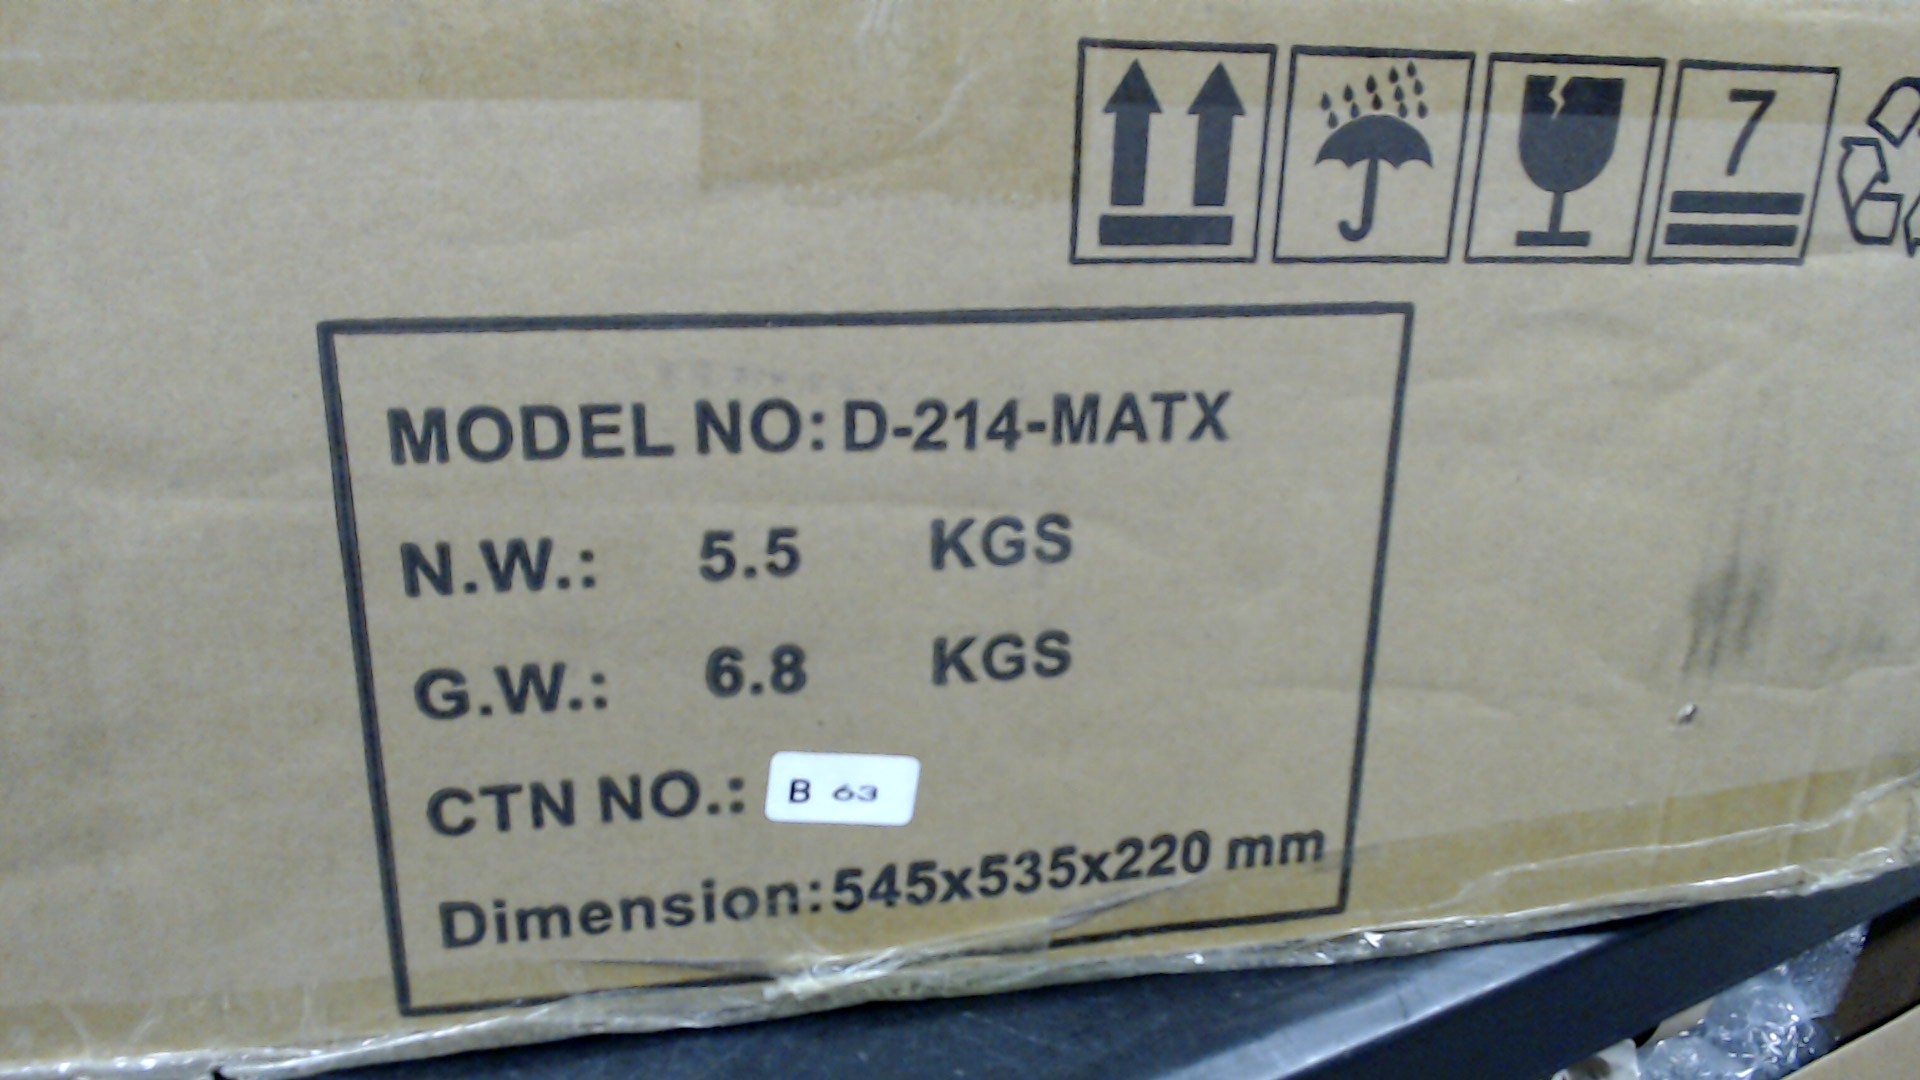 7
MODEL NO: D-214-MATX
N.W.: 5.5 KGS
G.W.: 6.8 KGS
CTN NO.: B 63
Dimension:545x535x220 mm